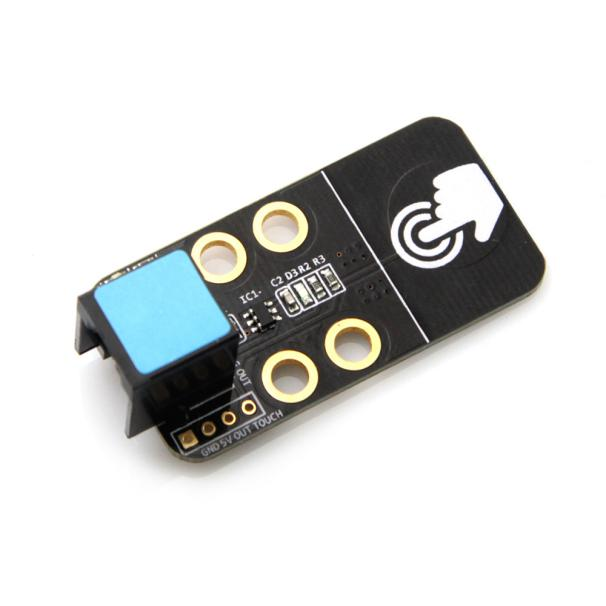 C2 D3 R2 R3
IC1
OUT
GND 5V OUT TOUCH